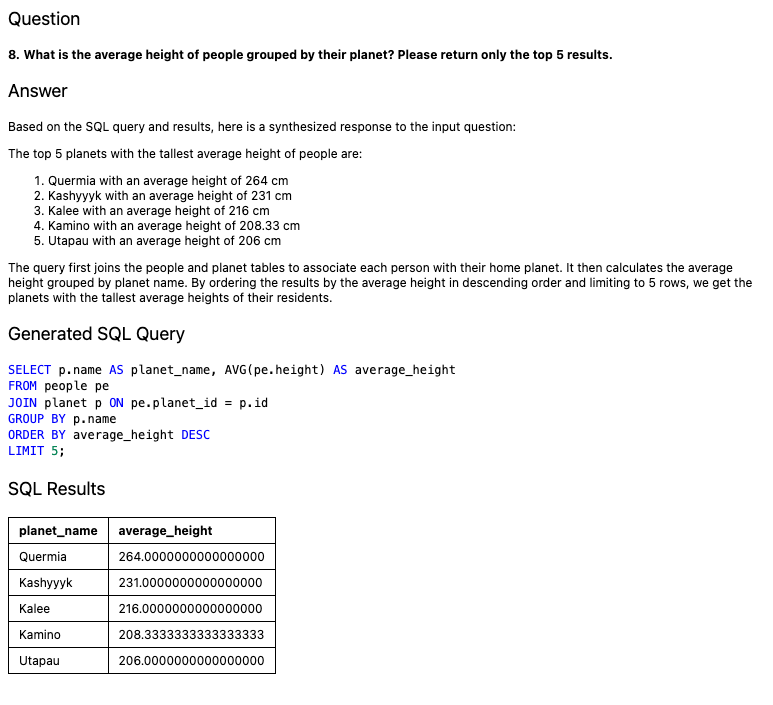 Question
8. What is the average height of people grouped by their planet? Please return only the top 5 results.
Answer
Based on the SQL query and results, here is a synthesized response to the input question:
The top 5 planets with the tallest average height of people are:
1. Quermia with an average height of 264 cm
2. Kashyyyk with an average height of 231 cm
3. Kalee with an average height of 216 cm
4. Kamino with an average height of 208.33 cm
5. Utapau with an average height of 206 cm
The query first joins the people and planet tables to associate each person with their home planet. It then calculates the average
height grouped by planet name. By ordering the results by the average height in descending order and limiting to 5 rows, we get the
planets with the tallest average heights of their residents.
Generated SQL Query
SELECT p.name AS planet_name, AVG(pe.height) AS average_height
FROM people pe
JOIN planet p ON pe.planet_id = p.id
GROUP BY p.name
ORDER BY average_height DESC
LIMIT 5;
SQL Results
planet_name average_height
Quermia 264.0000000000000000
Kashyyyk 231.0000000000000000
Kalee 216.0000000000000000
Kamino 208.3333333333333333
Utapau 206.0000000000000000